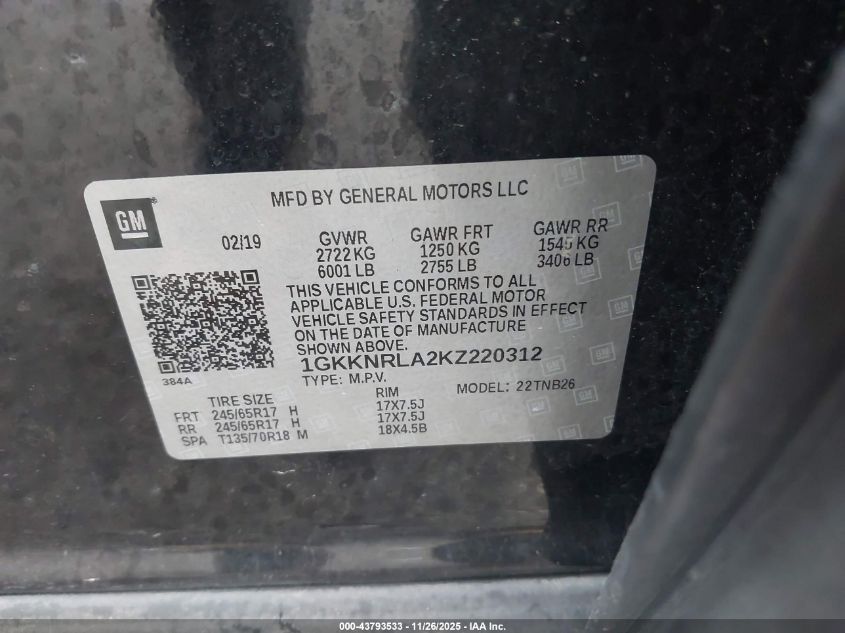 GM
MFD BY GENERAL MOTORS LLC
02/19
GVWR
2722 KG
6001 LB
GAWR FRT
1250 KG
2755 LB
GAWR RR
1545 KG
3406 LB
THIS VEHICLE CONFORMS TO ALL
APPLICABLE U.S. FEDERAL MOTOR
VEHICLE SAFETY STANDARDS IN EFFECT
ON THE DATE OF MANUFACTURE
SHOWN ABOVE.
384A
1GKKNRLA2KZ220312
TYPE: M.P.V.
MODEL: 22TNB26
TIRE SIZE RIM
FRT 245/65R17 H 17X7.5J
RR 245/65R17 H 17X7.5J
SPA T135/70R18 M 18X4.5B
000-43793533 - 11/26/2025 - IAA Inc.